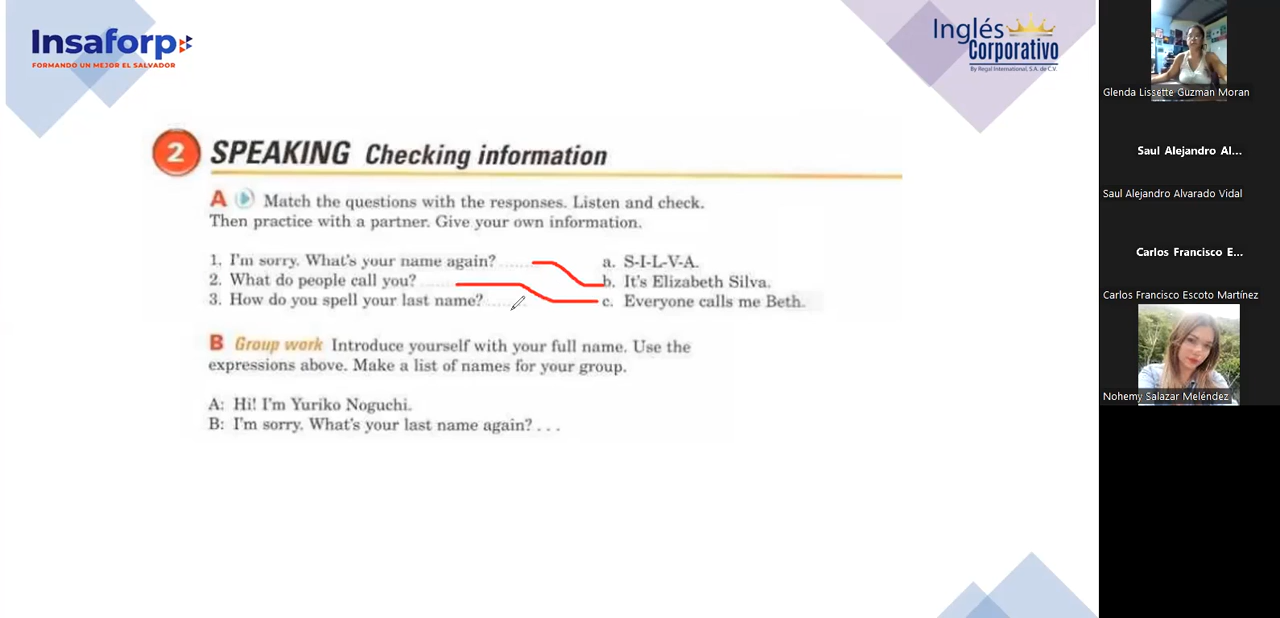 Insaforp
FORMANDO UN MEJOR EL SALVADOR
Inglés
Corporativo
By Regal International, S.A. de C.V.
2 SPEAKING Checking information
A Match the questions with the responses. Listen and check.
Then practice with a partner. Give your own information.
1. I'm sorry. What's your name again? ....... a. S-I-L-V-A.
2. What do people call you? ....... b. It's Elizabeth Silva.
3. How do you spell your last name? ....... c. Everyone calls me Beth.
B Group work Introduce yourself with your full name. Use the
expressions above. Make a list of names for your group.
A: Hi! I'm Yuriko Noguchi.
B: I'm sorry. What's your last name again? . . .
Glenda Lissette Guzman Moran
Saul Alejandro Al...
Saul Alejandro Alvarado Vidal
Carlos Francisco E...
Carlos Francisco Escoto Martínez
Nohemy Salazar Meléndez